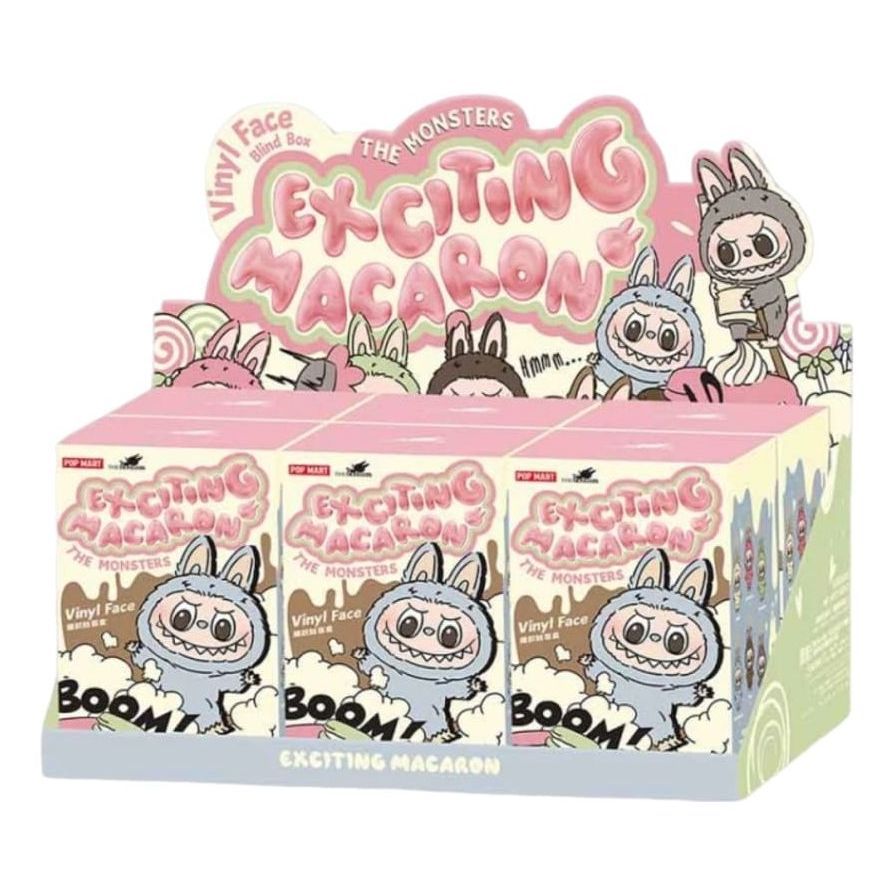 Vinyl Face
Blind Box
THE MONSTERS
EXCITING
MACARON
Hmmm...
POP MART
EXCITING
MACARON
THE MONSTERS
Vinyl Face
BOOM!
POP MART
EXCITING
MACARON
THE MONSTERS
Vinyl Face
BOOM!
POP MART
EXCITING
MACARON
THE MONSTERS
Vinyl Face
BOOM!
EXCITING MACARON